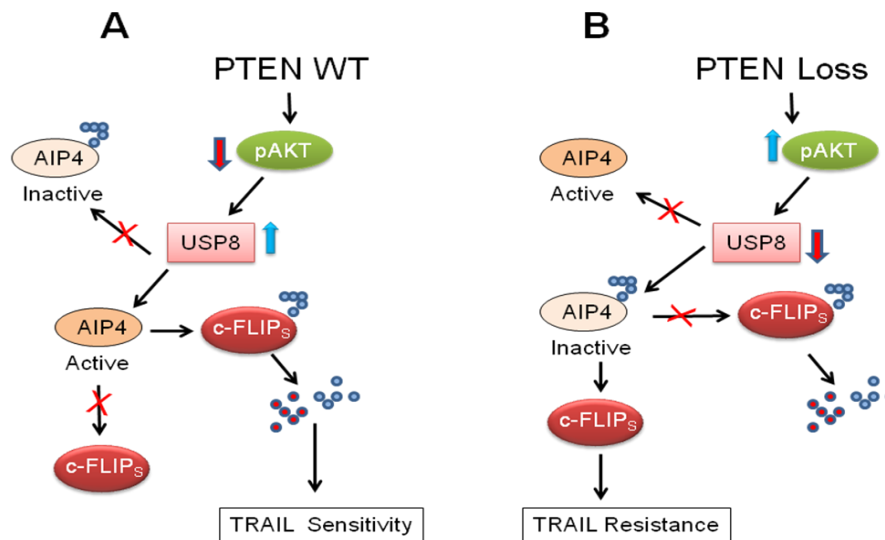 A
PTEN WT
pAKT
AIP4
Inactive
USP8
AIP4
Active
c-FLIPS
c-FLIPS
TRAIL Sensitivity
B
PTEN Loss
pAKT
AIP4
Active
USP8
AIP4
Inactive
c-FLIPS
c-FLIPS
TRAIL Resistance